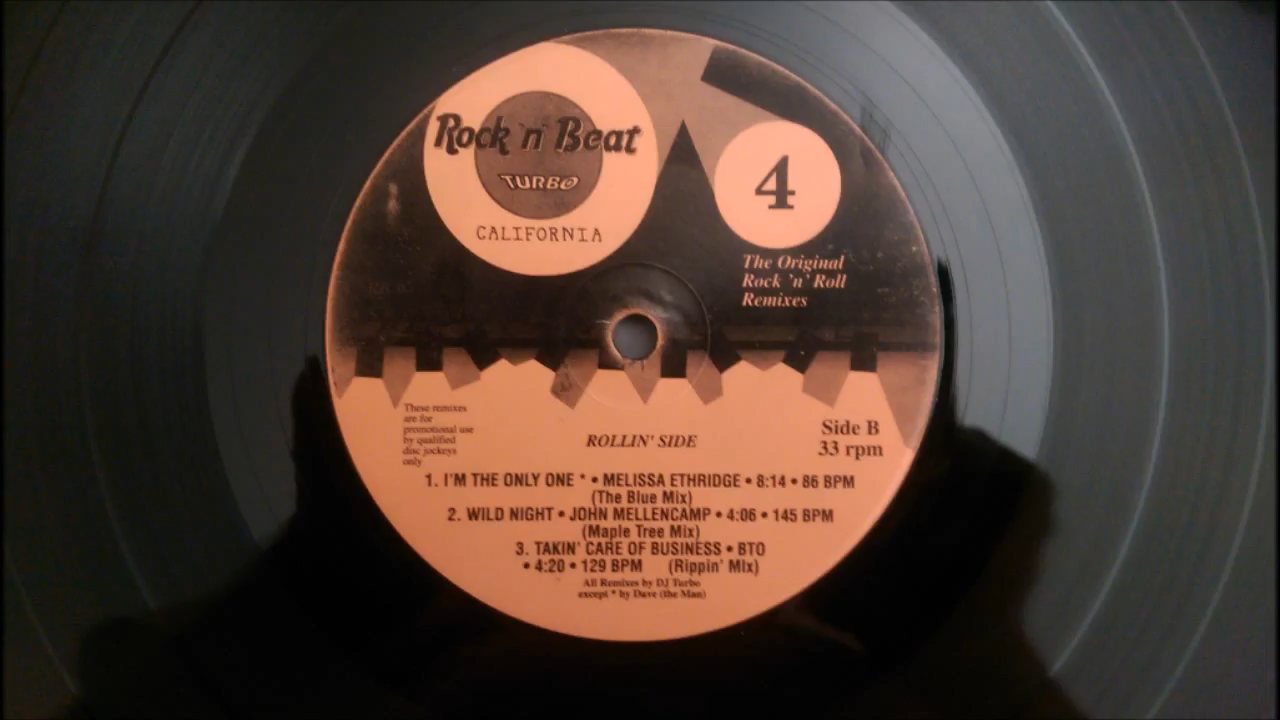 Rock 'n' Beat
TURBO
CALIFORNIA
4
The Original
Rock 'n' Roll
Remixes
These remixes
are for
promotional use
by qualified
disc jockeys
only
ROLLIN' SIDE
Side B
33 rpm
1. I'M THE ONLY ONE * • MELISSA ETHRIDGE • 8:14 • 86 BPM
(The Blue Mix)
2. WILD NIGHT • JOHN MELLENCAMP • 4:06 • 145 BPM
(Maple Tree Mix)
3. TAKIN' CARE OF BUSINESS • BTO
• 4:20 • 129 BPM (Rippin' Mix)
All Remixes by DJ Turbo
except * by Dave (the Man)